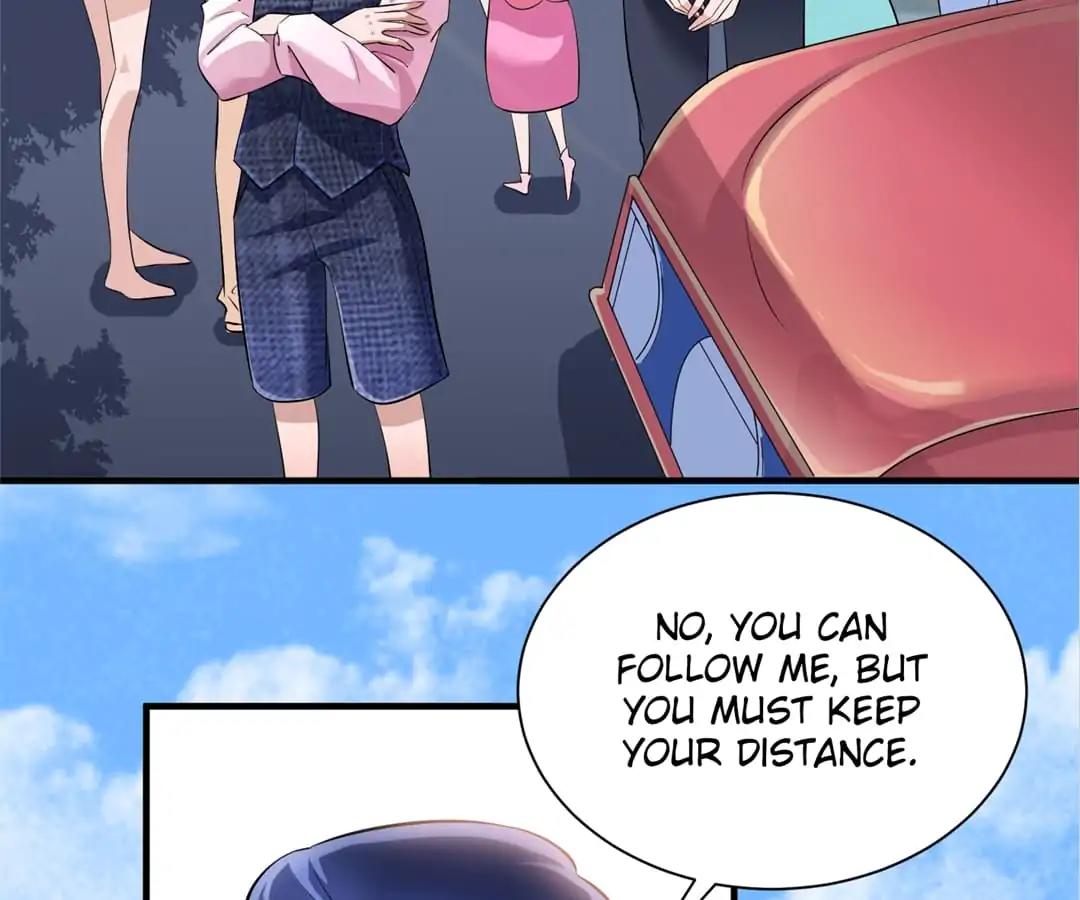 NO, YOU CAN
FOLLOW ME, BUT
YOU MUST KEEP
YOUR DISTANCE.